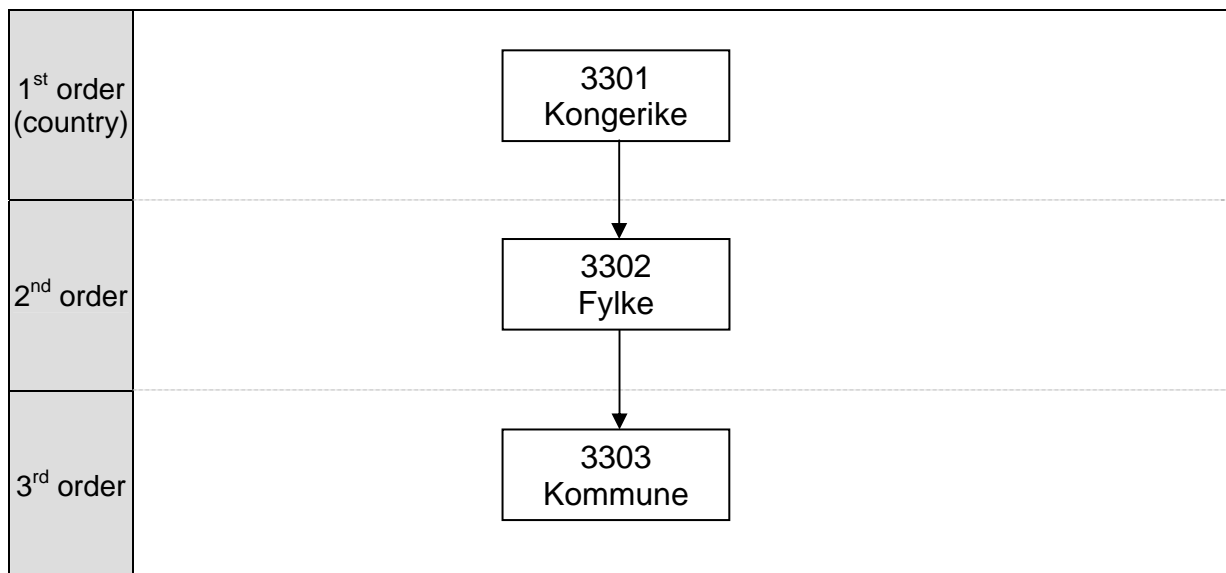 1st order
(country)
3301
Kongerike
2nd order
3302
Fylke
3rd order
3303
Kommune